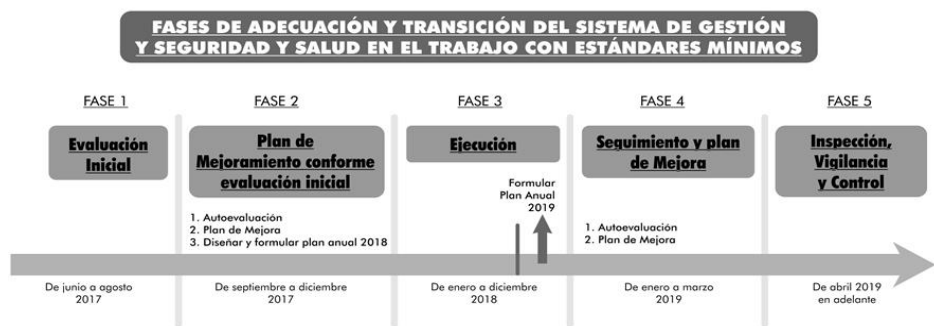 FASES DE ADECUACIÓN Y TRANSICIÓN DEL SISTEMA DE GESTIÓN
Y SEGURIDAD Y SALUD EN EL TRABAJO CON ESTÁNDARES MÍNIMOS
FASE 1
Evaluación
Inicial
De junio a agosto
2017
FASE 2
Plan de
Mejoramiento conforme
evaluación inicial
1. Autoevaluación
2. Plan de Mejora
3. Diseñar y formular plan anual 2018
De septiembre a diciembre
2017
FASE 3
Ejecución
Formular
Plan Anual
2019
De enero a diciembre
2018
FASE 4
Seguimiento y plan
de Mejora
1. Autoevaluación
2. Plan de Mejora
De enero a marzo
2019
FASE 5
Inspección,
Vigilancia
y Control
De abril 2019
en adelante